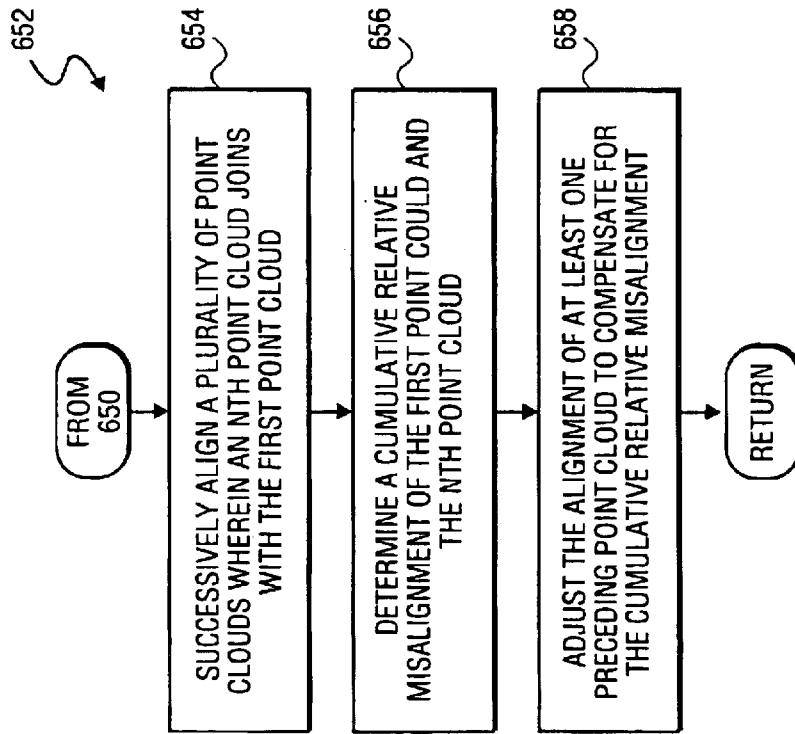 652
FROM
650
SUCCESSIVELY ALIGN A PLURALITY OF POINT
CLOUDS WHEREIN AN NTH POINT CLOUD JOINS
WITH THE FIRST POINT CLOUD
654
DETERMINE A CUMULATIVE RELATIVE
MISALIGNMENT OF THE FIRST POINT COULD AND
THE NTH POINT CLOUD
656
ADJUST THE ALIGNMENT OF AT LEAST ONE
PRECEDING POINT CLOUD TO COMPENSATE FOR
THE CUMULATIVE RELATIVE MISALIGNMENT
658
RETURN